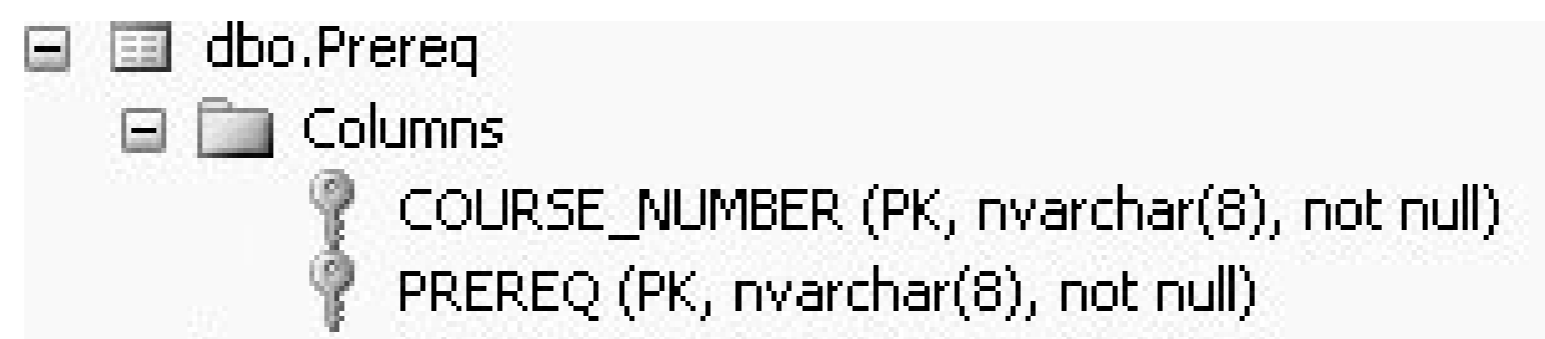 dbo.Prereq
Columns
COURSE_NUMBER (PK, nvarchar(8), not null)
PREREQ (PK, nvarchar(8), not null)